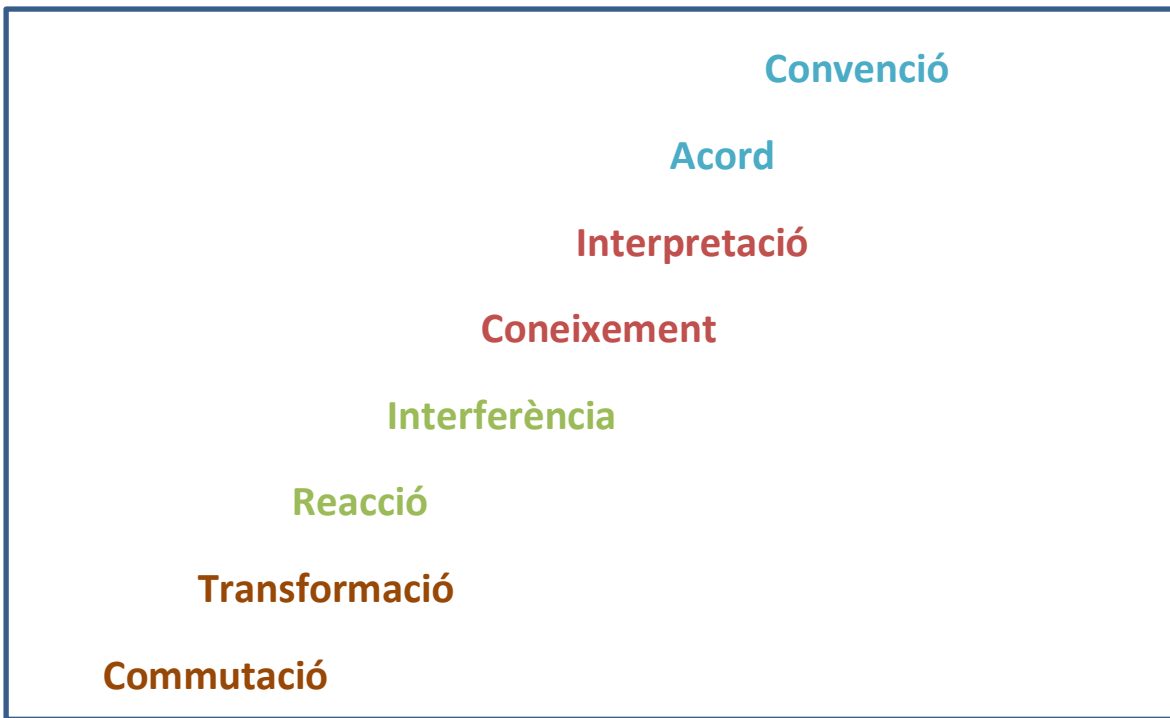 Convenció
Acord
Interpretació
Coneixement
Interferència
Reacció
Transformació
Commutació